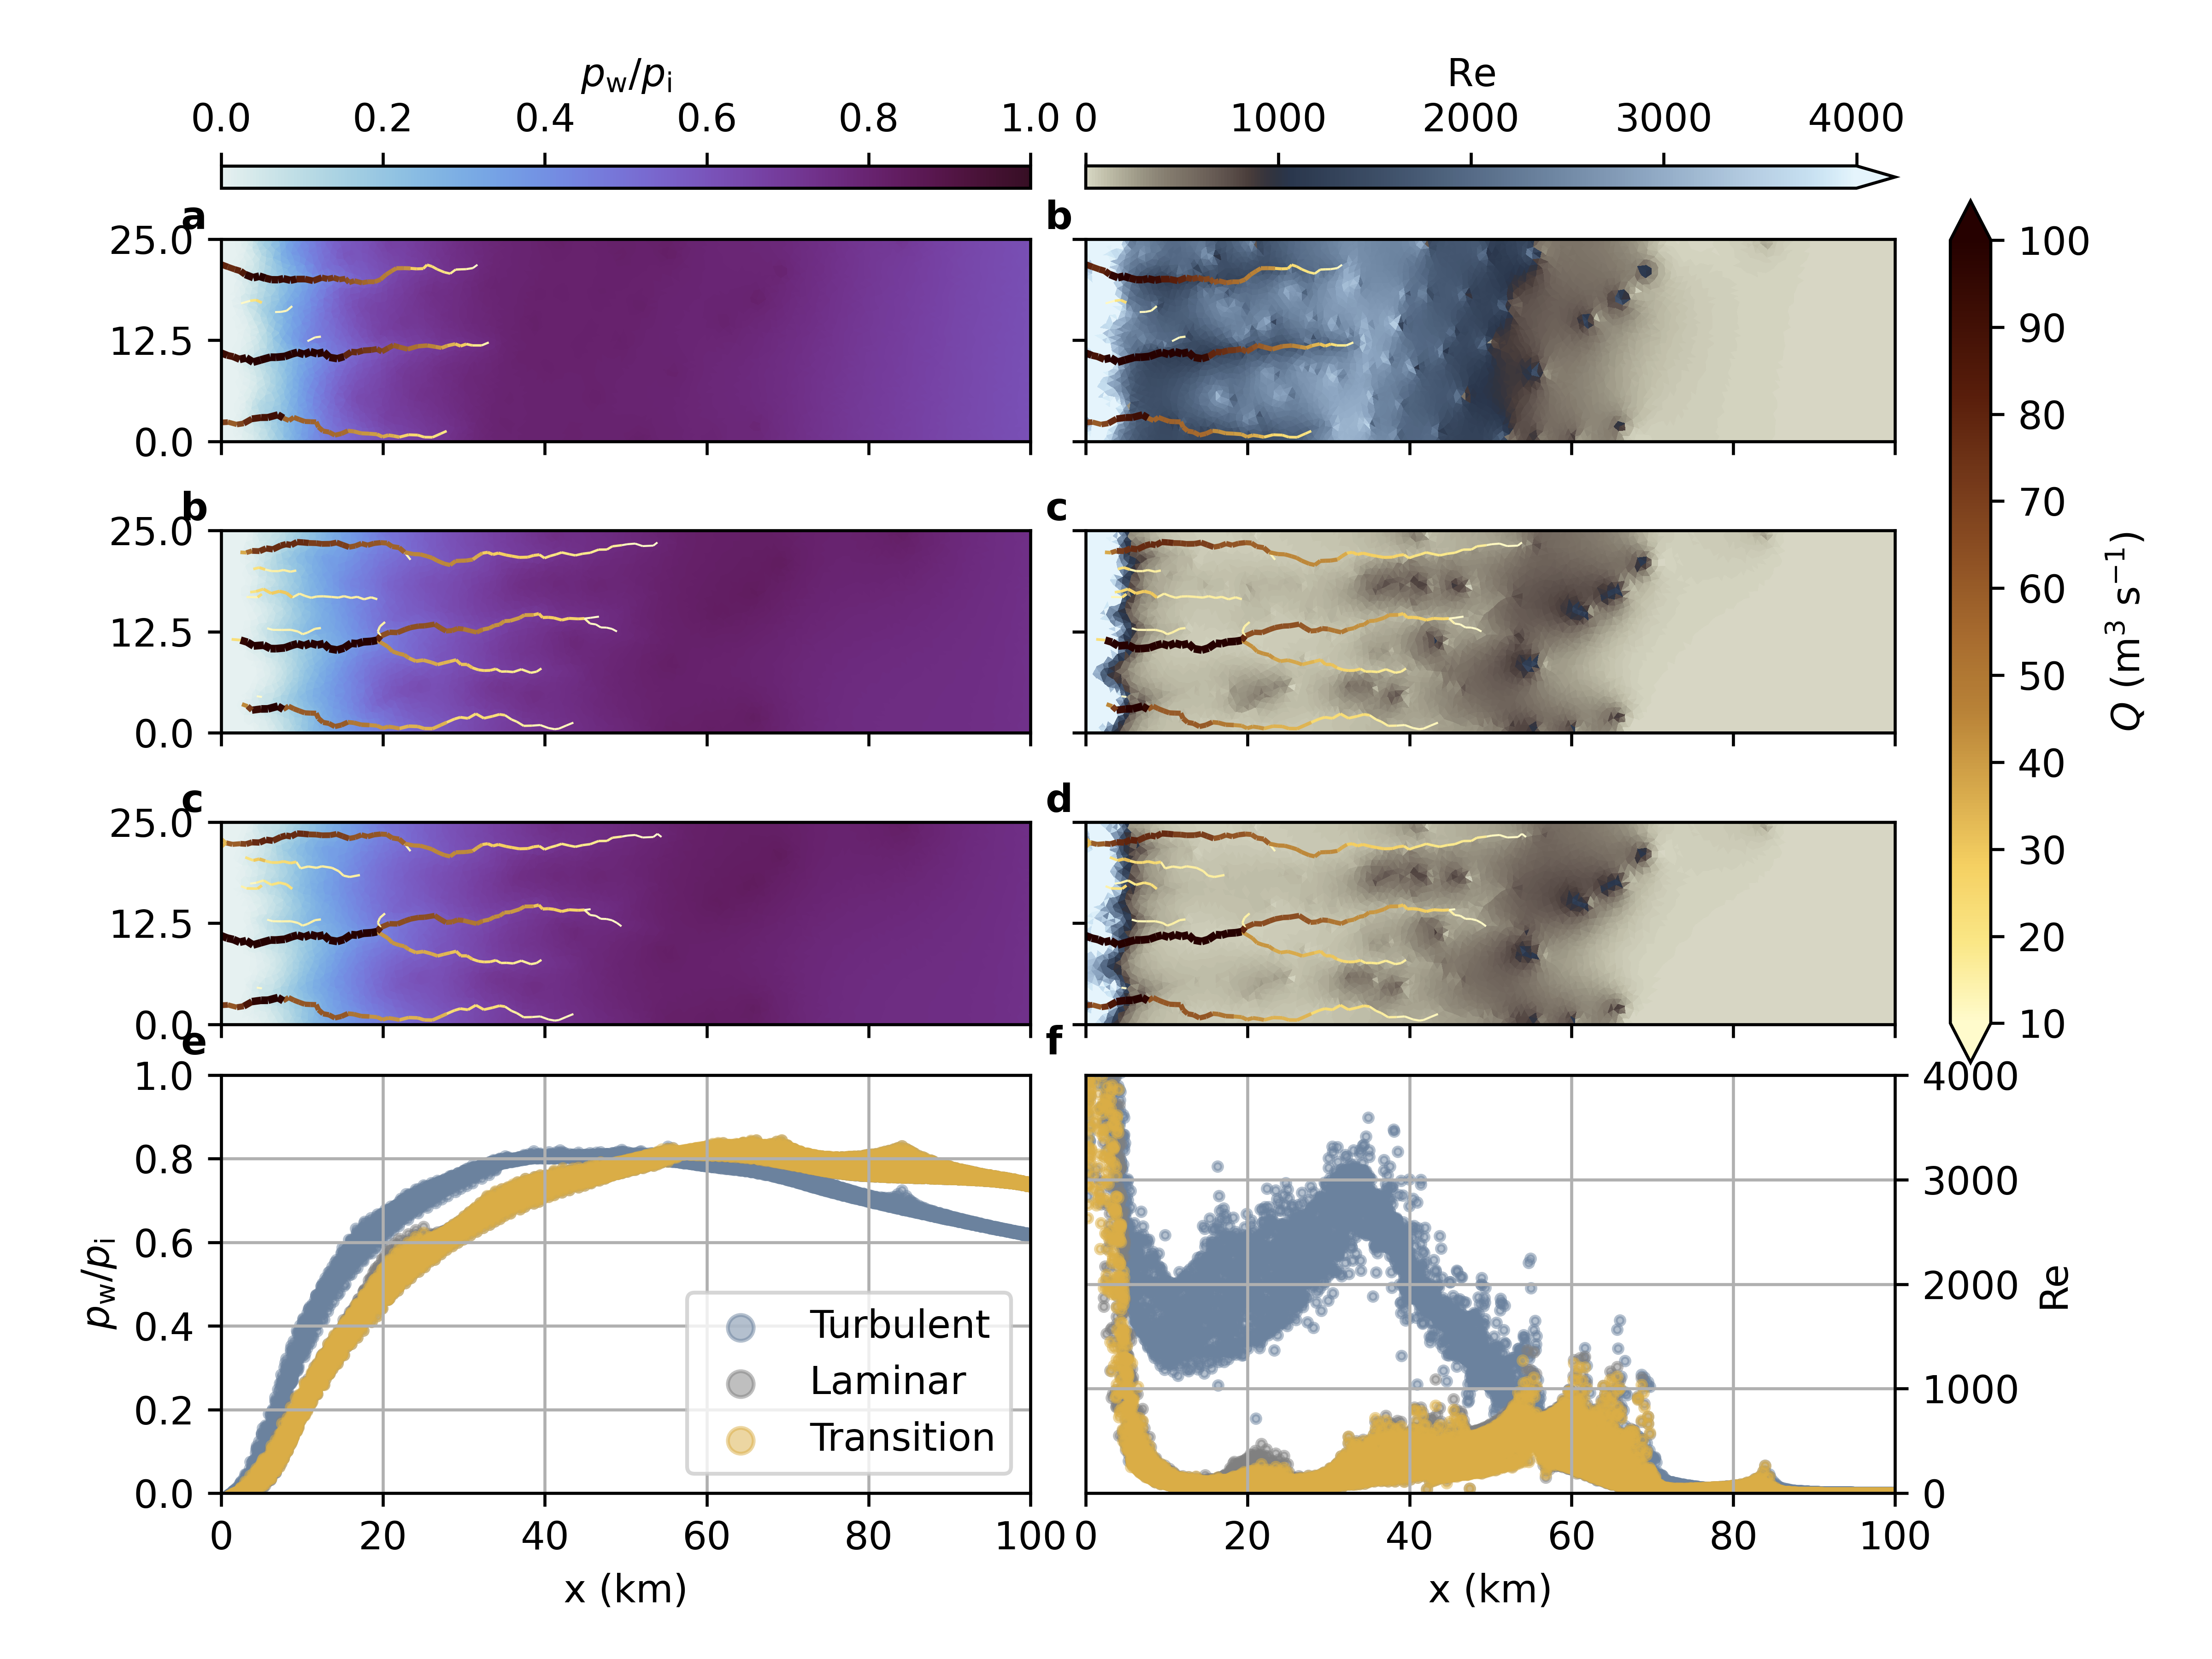 p_w/p_i
Re
0.0 0.2 0.4 0.6 0.8 1.0
0 1000 2000 3000 4000
a
b
25.0
12.5
0.0
b
c
25.0
12.5
0.0
c
d
25.0
12.5
0.0
100
90
80
70
60
50
40
30
20
10
Q (m³ s⁻¹)
e
f
1.0
0.8
0.6
0.4
0.2
0.0
p_w/p_i
Turbulent
Laminar
Transition
4000
3000
2000
1000
0
Re
0 20 40 60 80 100
0 20 40 60 80 100
x (km)
x (km)